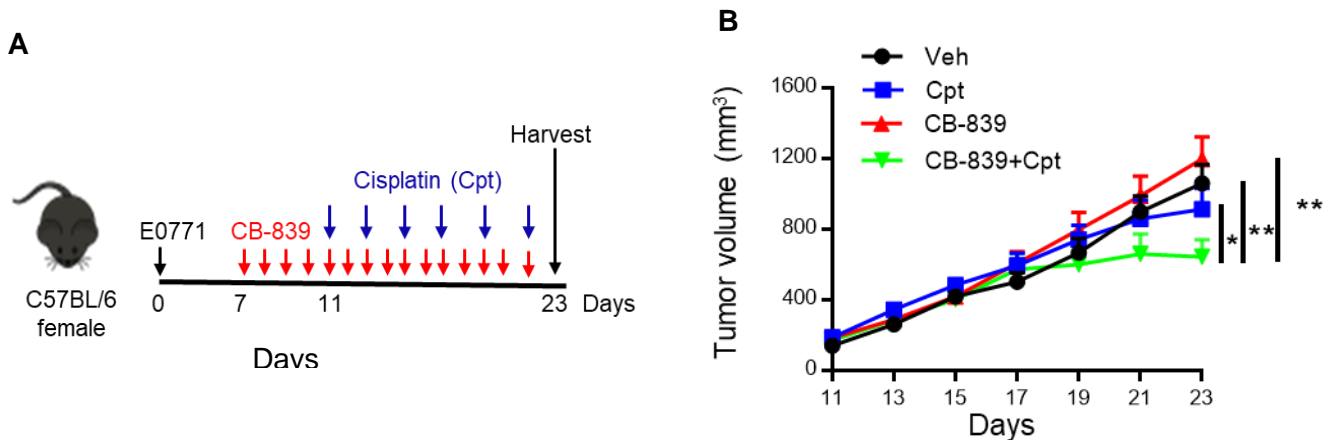 A
Harvest
Cisplatin (Cpt)
E0771
CB-839
C57BL/6
female
0
7
11
23
Days
Days
B
Veh
Cpt
CB-839
CB-839+Cpt
Tumor volume (mm³)
1600
1200
800
400
0
11
13
15
17
19
21
23
Days
*
**
**